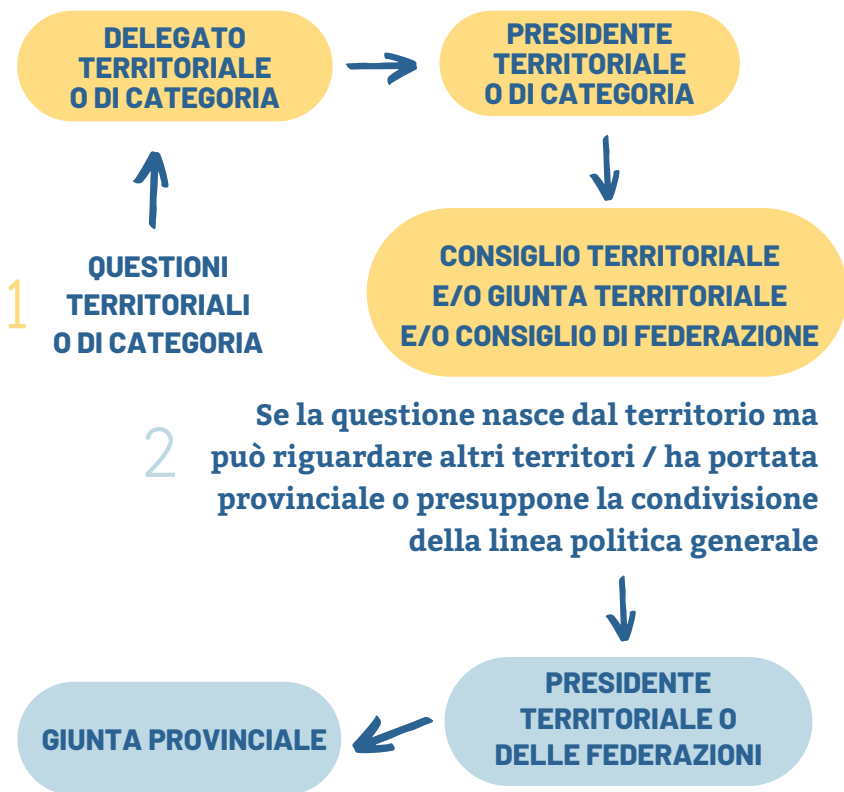 DELEGATO
TERRITORIALE
O DI CATEGORIA
PRESIDENTE
TERRITORIALE
O DI CATEGORIA
1
QUESTIONI
TERRITORIALI
O DI CATEGORIA
CONSIGLIO TERRITORIALE
E/O GIUNTA TERRITORIALE
E/O CONSIGLIO DI FEDERAZIONE
2
Se la questione nasce dal territorio ma
può riguardare altri territori / ha portata
provinciale o presuppone la condivisione
della linea politica generale
PRESIDENTE
TERRITORIALE O
DELLE FEDERAZIONI
GIUNTA PROVINCIALE